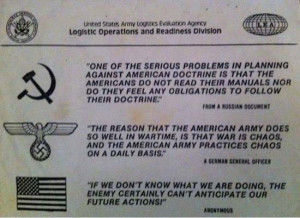 United States Army Logistics Evaluation Agency
Logistic Operations and Readiness Division
"ONE OF THE SERIOUS PROBLEMS IN PLANNING
AGAINST AMERICAN DOCTRINE IS THAT THE
AMERICANS DO NOT READ THEIR MANUALS NOR
DO THEY FEEL ANY OBLIGATIONS TO FOLLOW
THEIR DOCTRINE."
FROM A RUSSIAN DOCUMENT
"THE REASON THAT THE AMERICAN ARMY DOES
SO WELL IN WARTIME, IS THAT WAR IS CHAOS,
AND THE AMERICAN ARMY PRACTICES CHAOS
ON A DAILY BASIS."
A GERMAN GENERAL OFFICER
"IF WE DON'T KNOW WHAT WE ARE DOING, THE
ENEMY CERTAINLY CAN'T ANTICIPATE OUR
FUTURE ACTIONS!"
ANONYMOUS